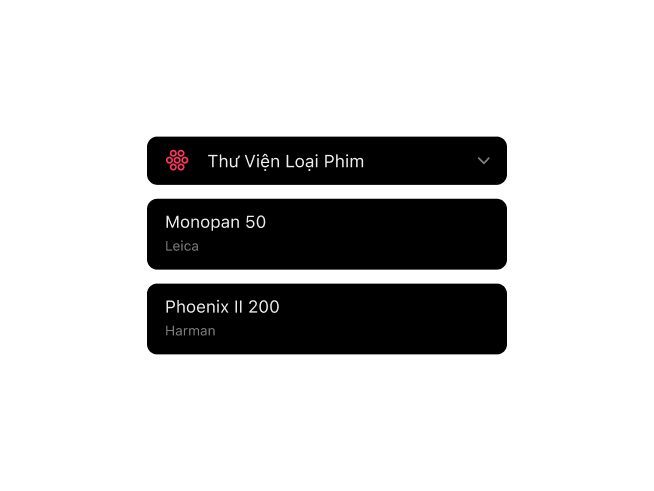 Thư Viện Loại Phim
Monopan 50
Leica
Phoenix II 200
Harman